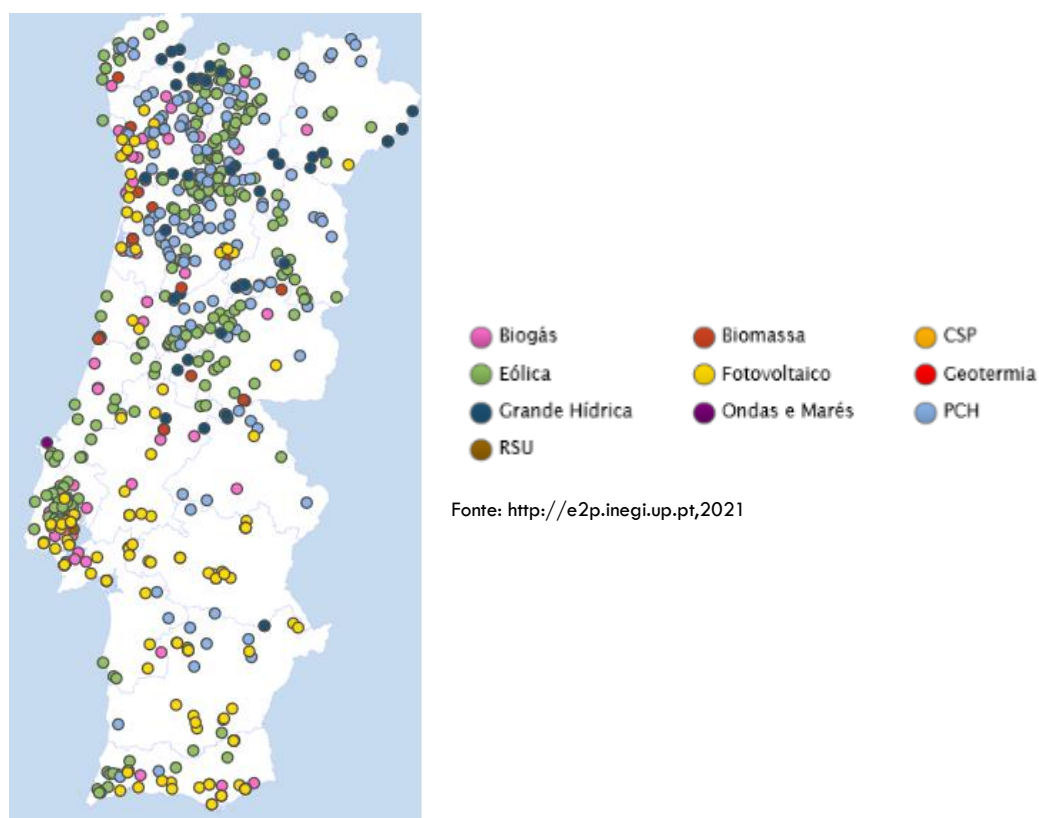 Biogás
Biomassa
CSP
Eólica
Fotovoltaico
Geotermia
Grande Hídrica
Ondas e Marés
PCH
RSU
Fonte: http://e2p.inegi.up.pt,2021